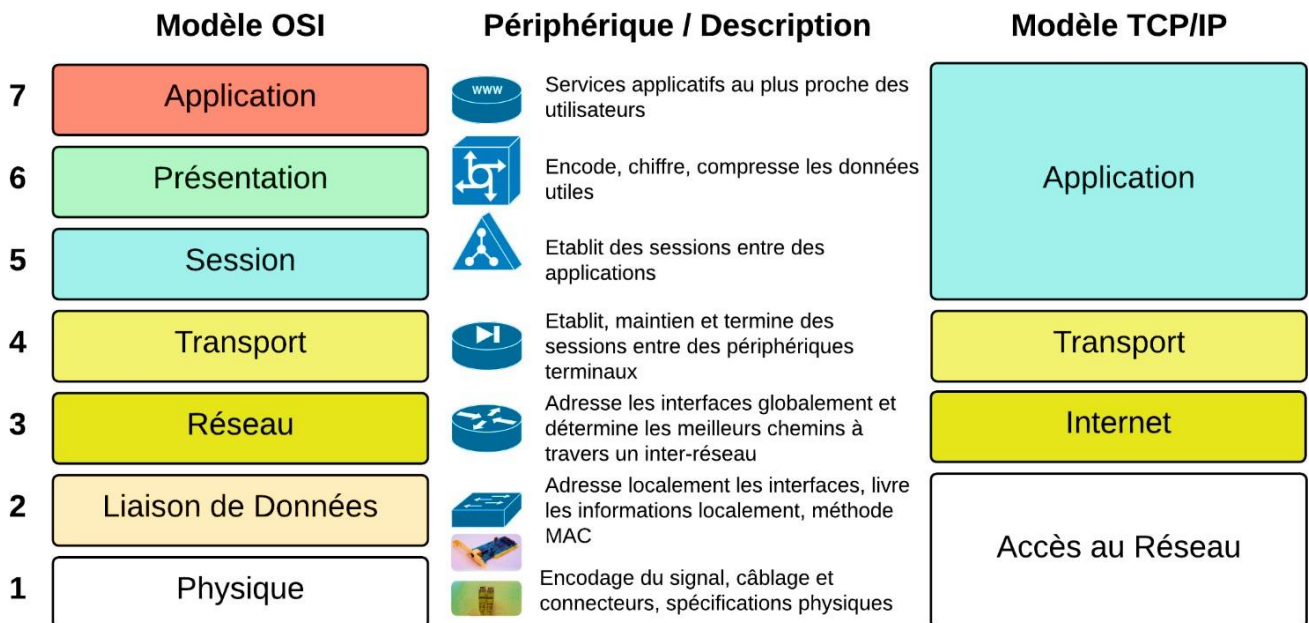 Modèle OSI
Périphérique / Description
Modèle TCP/IP
7
Application
www
Services applicatifs au plus proche des
utilisateurs
Application
6
Présentation
Encode, chiffre, compresse les données
utiles
5
Session
Etablit des sessions entre des
applications
4
Transport
Etablit, maintien et termine des
sessions entre des périphériques
terminaux
Transport
3
Réseau
Adresse les interfaces globalement et
détermine les meilleurs chemins à
travers un inter-réseau
Internet
2
Liaison de Données
Adresse localement les interfaces, livre
les informations localement, méthode
MAC
Accès au Réseau
1
Physique
Encodage du signal, câblage et
connecteurs, spécifications physiques